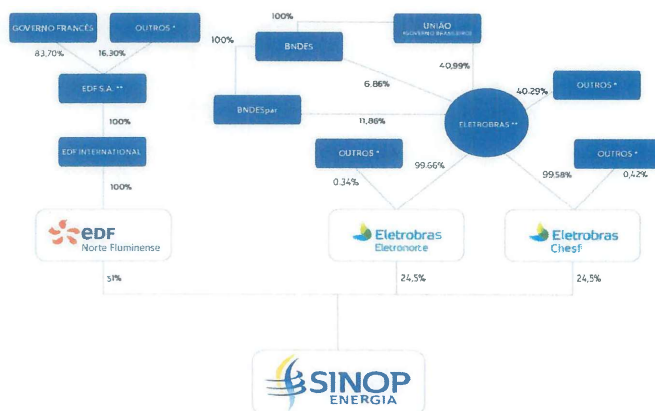 GOVERNO FRANCÊS
OUTROS *
83,70%
16,30%
EDF S.A. **
100%
EDF INTERNATIONAL
100%
eDF
Norte Fluminense
51%
100%
UNIÃO
(GOVERNO BRASILEIRO)
BNDES
100%
40,99%
6,86%
BNDESpar
11,86%
ELETROBRAS **
40,29%
OUTROS *
OUTROS *
0,34%
99,66%
99,58%
OUTROS *
0,42%
Eletrobras
Eletronorte
Eletrobras
Chesf
24,5%
24,5%
SINOP
ENERGIA